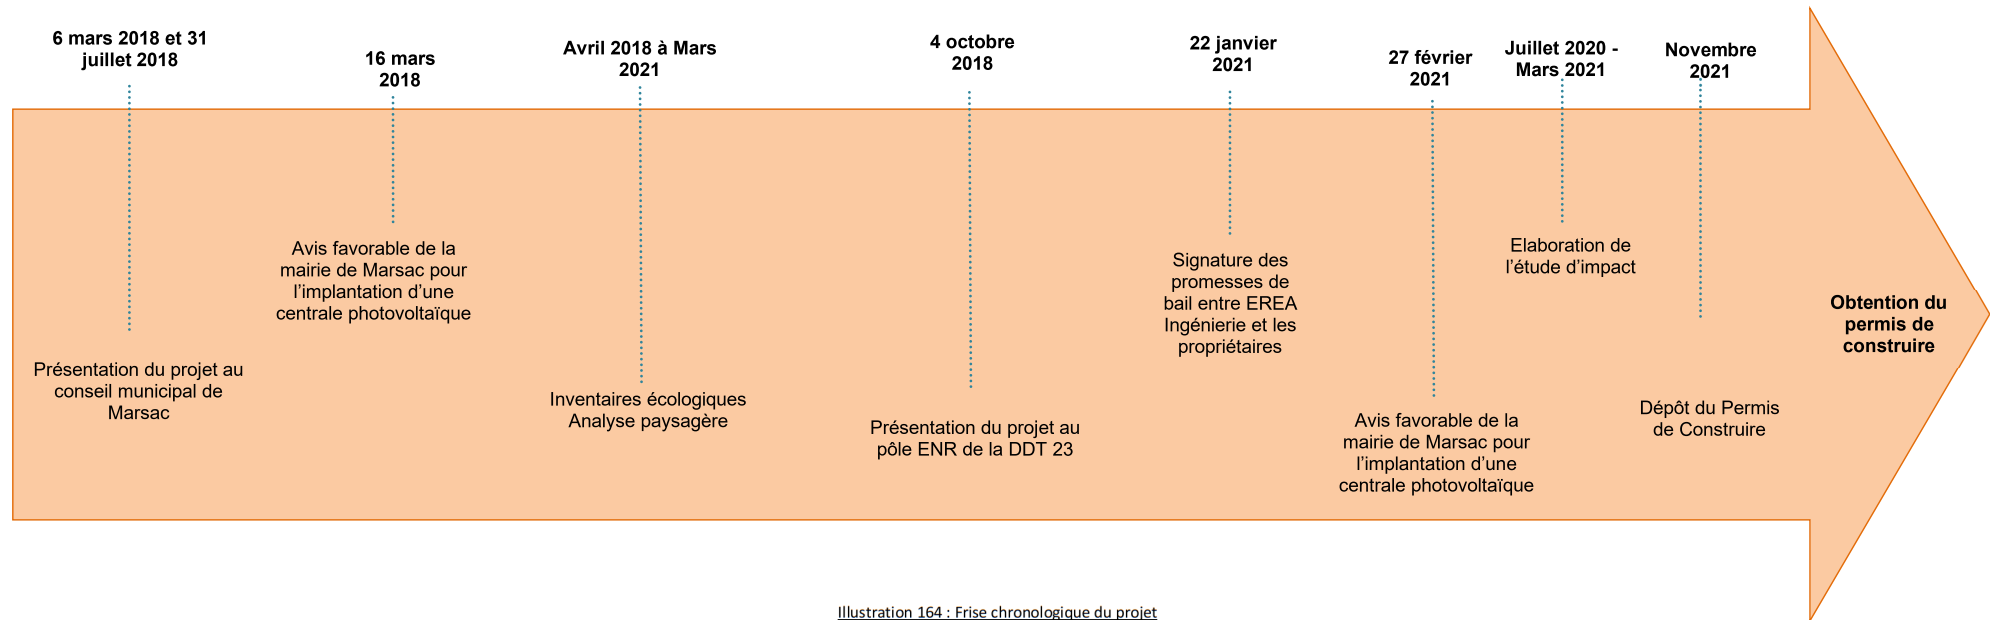 6 mars 2018 et 31
juillet 2018
Présentation du projet au
conseil municipal de
Marsac
16 mars
2018
Avis favorable de la
mairie de Marsac pour
l’implantation d’une
centrale photovoltaïque
Avril 2018 à Mars
2021
Inventaires écologiques
Analyse paysagère
4 octobre
2018
Présentation du projet au
pôle ENR de la DDT 23
22 janvier
2021
Signature des
promesses de
bail entre EREA
Ingénierie et les
propriétaires
27 février
2021
Avis favorable de la
mairie de Marsac pour
l’implantation d’une
centrale photovoltaïque
Juillet 2020 -
Mars 2021
Elaboration de
l’étude d’impact
Novembre
2021
Dépôt du Permis
de Construire
Obtention du
permis de
construire
Illustration 164 : Frise chronologique du projet